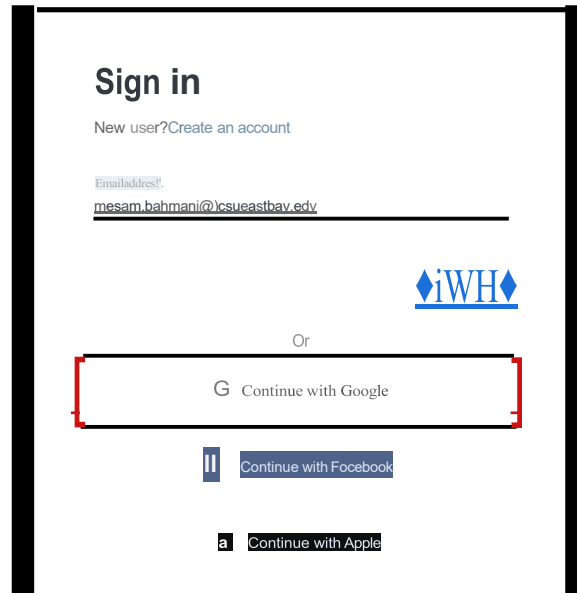 Sign in
New user?Create an account
Emailaddres!'.
mesam.bahmani@)csueastbav.edv
♦iWH♦
Or
G Continue with Google
II Continue with Focebook
a Continue with Apple